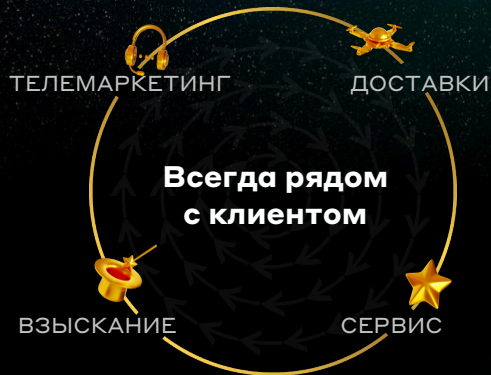 ТЕЛЕМАРКЕТИНГ
ДОСТАВКИ
Всегда рядом
с клиентом
ВЗЫСКАНИЕ
СЕРВИС